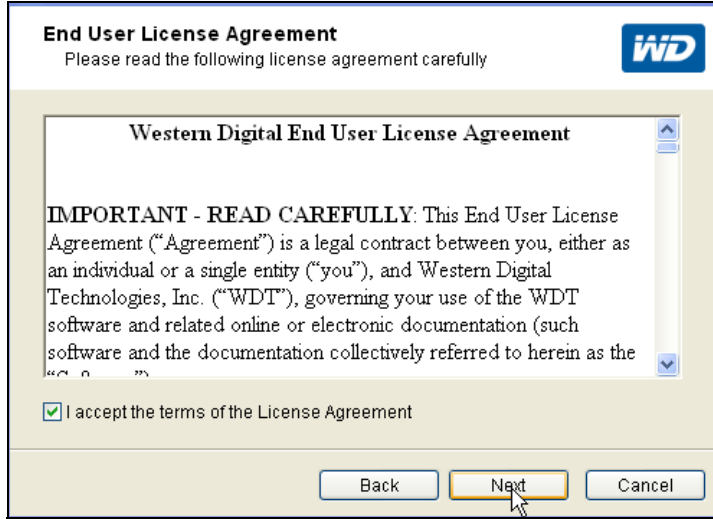 End User License Agreement
Please read the following license agreement carefully
WD
Western Digital End User License Agreement
IMPORTANT - READ CAREFULLY: This End User License
Agreement (“Agreement”) is a legal contract between you, either as
an individual or a single entity (“you”), and Western Digital
Technologies, Inc. (“WDT”), governing your use of the WDT
software and related online or electronic documentation (such
software and the documentation collectively referred to herein as the
I accept the terms of the License Agreement
Back
Next
Cancel